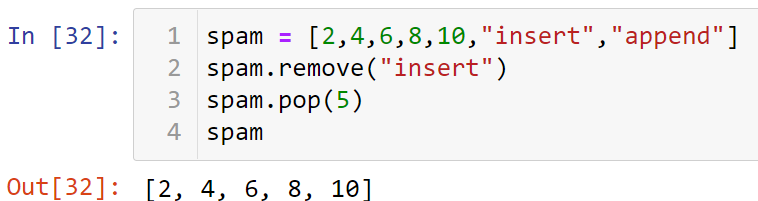 In [32]: 1 spam = [2,4,6,8,10,"insert","append"]
2 spam.remove("insert")
3 spam.pop(5)
4 spam
Out[32]: [2, 4, 6, 8, 10]